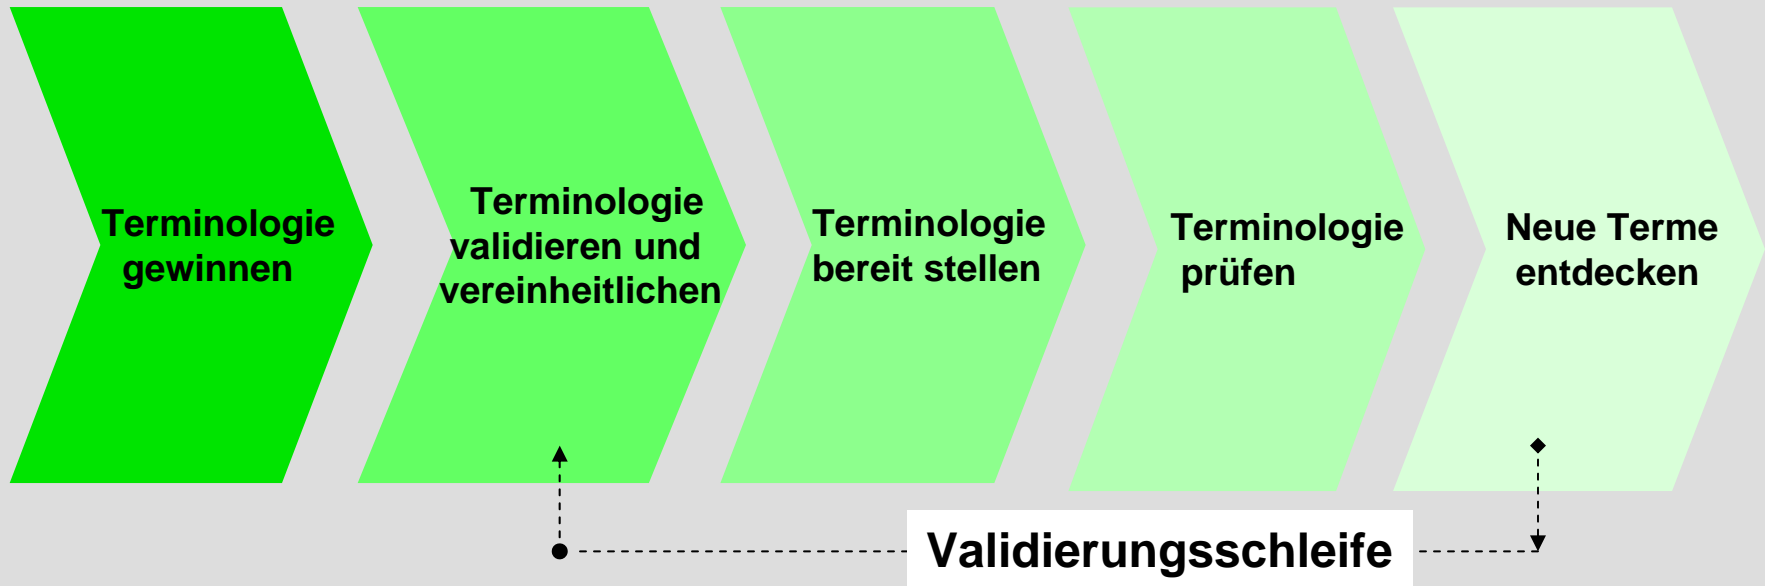 Terminologie
gewinnen
Terminologie
validieren und
vereinheitlichen
Terminologie
bereit stellen
Terminologie
prüfen
Neue Terme
entdecken
Validierungsschleife